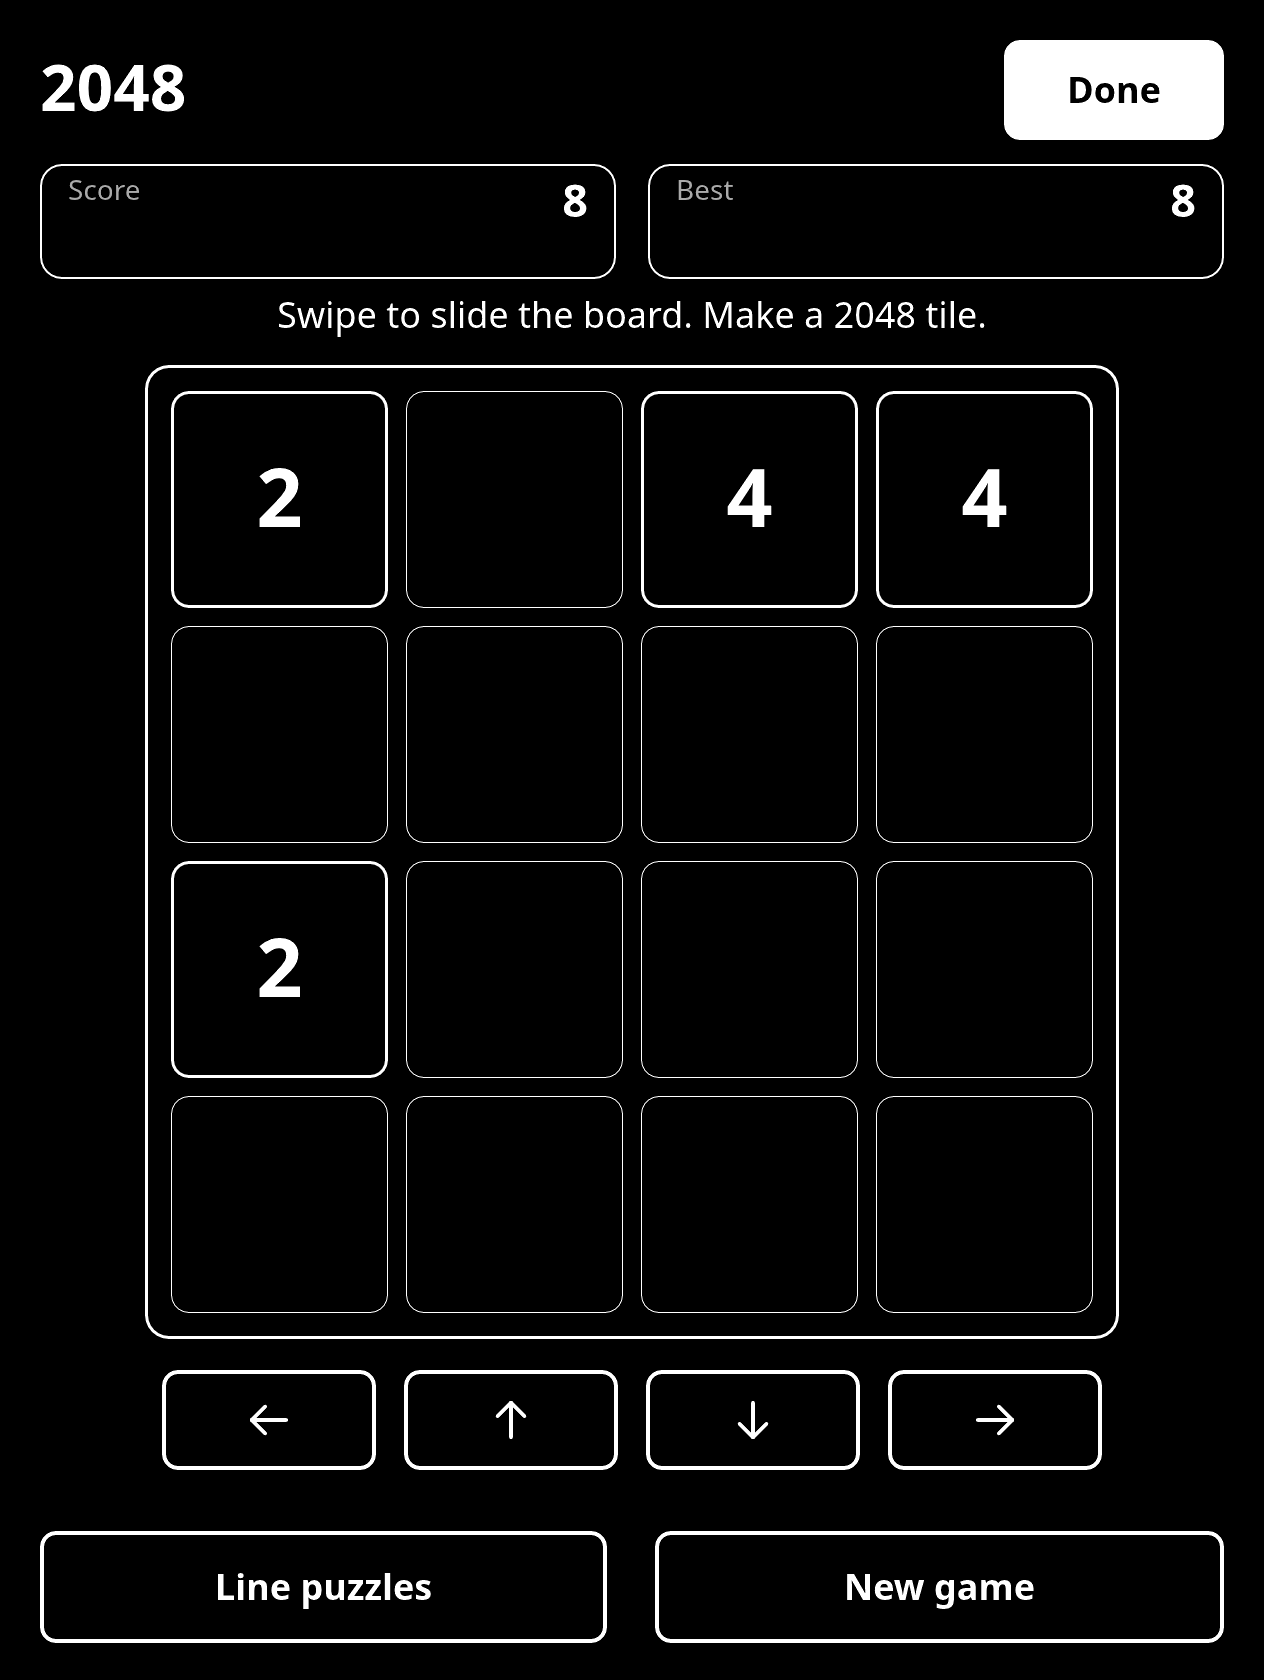 2048
Done
Score 8
Best 8
Swipe to slide the board. Make a 2048 tile.
2 4 4
2
← ↑ ↓ →
Line puzzles
New game